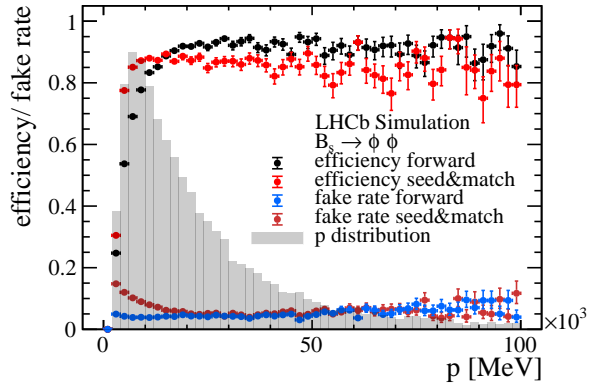 efficiency/ fake rate
1
0.8
0.6
0.4
0.2
0
LHCb Simulation
B_s → ϕ ϕ
efficiency forward
efficiency seed&match
fake rate forward
fake rate seed&match
p distribution
0 50 100 ×10³
p [MeV]